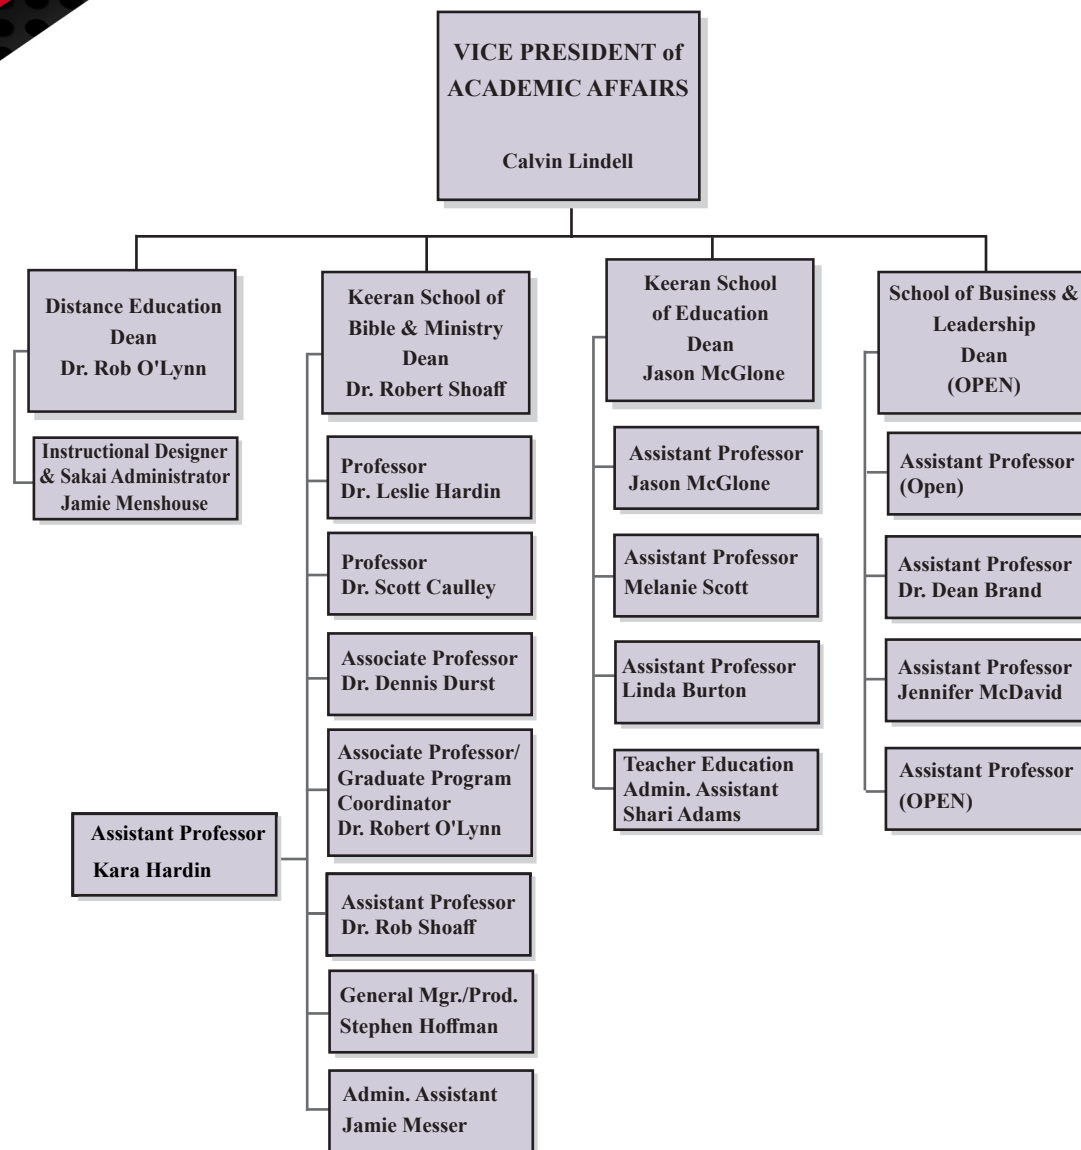 VICE PRESIDENT of
ACADEMIC AFFAIRS
Calvin Lindell
Distance Education
Dean
Dr. Rob O'Lynn
Instructional Designer
& Sakai Administrator
Jamie Menshouse
Keeran School of
Bible & Ministry
Dean
Dr. Robert Shoaff
Professor
Dr. Leslie Hardin
Professor
Dr. Scott Caulley
Associate Professor
Dr. Dennis Durst
Associate Professor/
Graduate Program
Coordinator
Dr. Robert O'Lynn
Assistant Professor
Kara Hardin
Assistant Professor
Dr. Rob Shoaff
General Mgr./Prod.
Stephen Hoffman
Admin. Assistant
Jamie Messer
Keeran School
of Education
Dean
Jason McGlone
Assistant Professor
Jason McGlone
Assistant Professor
Melanie Scott
Assistant Professor
Linda Burton
Teacher Education
Admin. Assistant
Shari Adams
School of Business &
Leadership
Dean
(OPEN)
Assistant Professor
(Open)
Assistant Professor
Dr. Dean Brand
Assistant Professor
Jennifer McDavid
Assistant Professor
(OPEN)